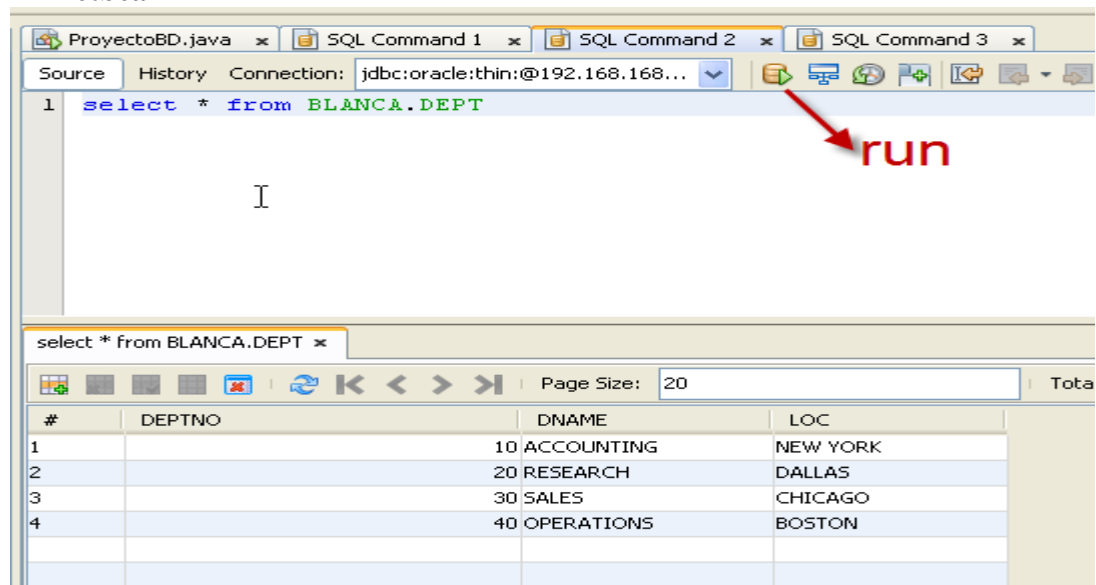 ProyectoBD.java x SQL Command 1 x SQL Command 2 x SQL Command 3 x
Source History Connection: jdbc:oracle:thin:@192.168.168...
1 select * from BLANCA.DEPT
run
select * from BLANCA.DEPT x
Page Size: 20 Tota
# DEPTNO DNAME LOC
1 10 ACCOUNTING NEW YORK
2 20 RESEARCH DALLAS
3 30 SALES CHICAGO
4 40 OPERATIONS BOSTON